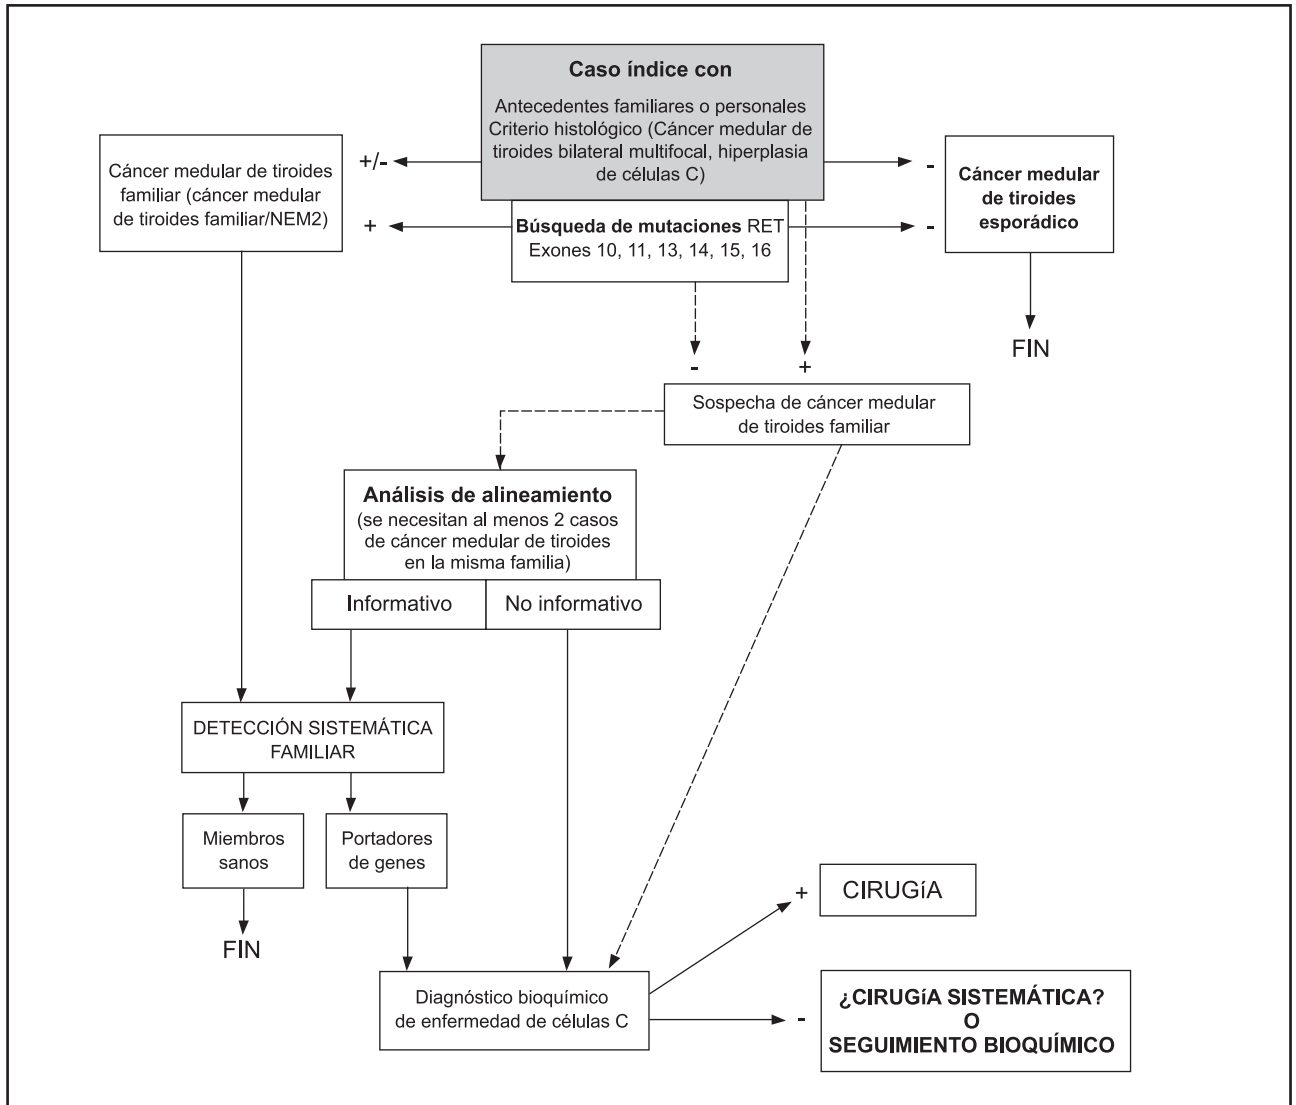 Caso índice con
Antecedentes familiares o personales
Criterio histológico (Cáncer medular de
tiroides bilateral multifocal, hiperplasia
de células C)
Cáncer medular de tiroides
familiar (cáncer medular
de tiroides familiar/NEM2)
+/-
-
Cáncer medular
de tiroides
esporádico
+
Búsqueda de mutaciones RET
Exones 10, 11, 13, 14, 15, 16
-
FIN
-
+
Sospecha de cáncer medular
de tiroides familiar
Análisis de alineamiento
(se necesitan al menos 2 casos
de cáncer medular de tiroides
en la misma familia)
Informativo
No informativo
DETECCIÓN SISTEMÁTICA
FAMILIAR
Miembros
sanos
Portadores
de genes
FIN
Diagnóstico bioquímico
de enfermedad de células C
+
CIRUGíA
-
¿CIRUGíA SISTEMÁTICA?
O
SEGUIMIENTO BIOQUÍMICO